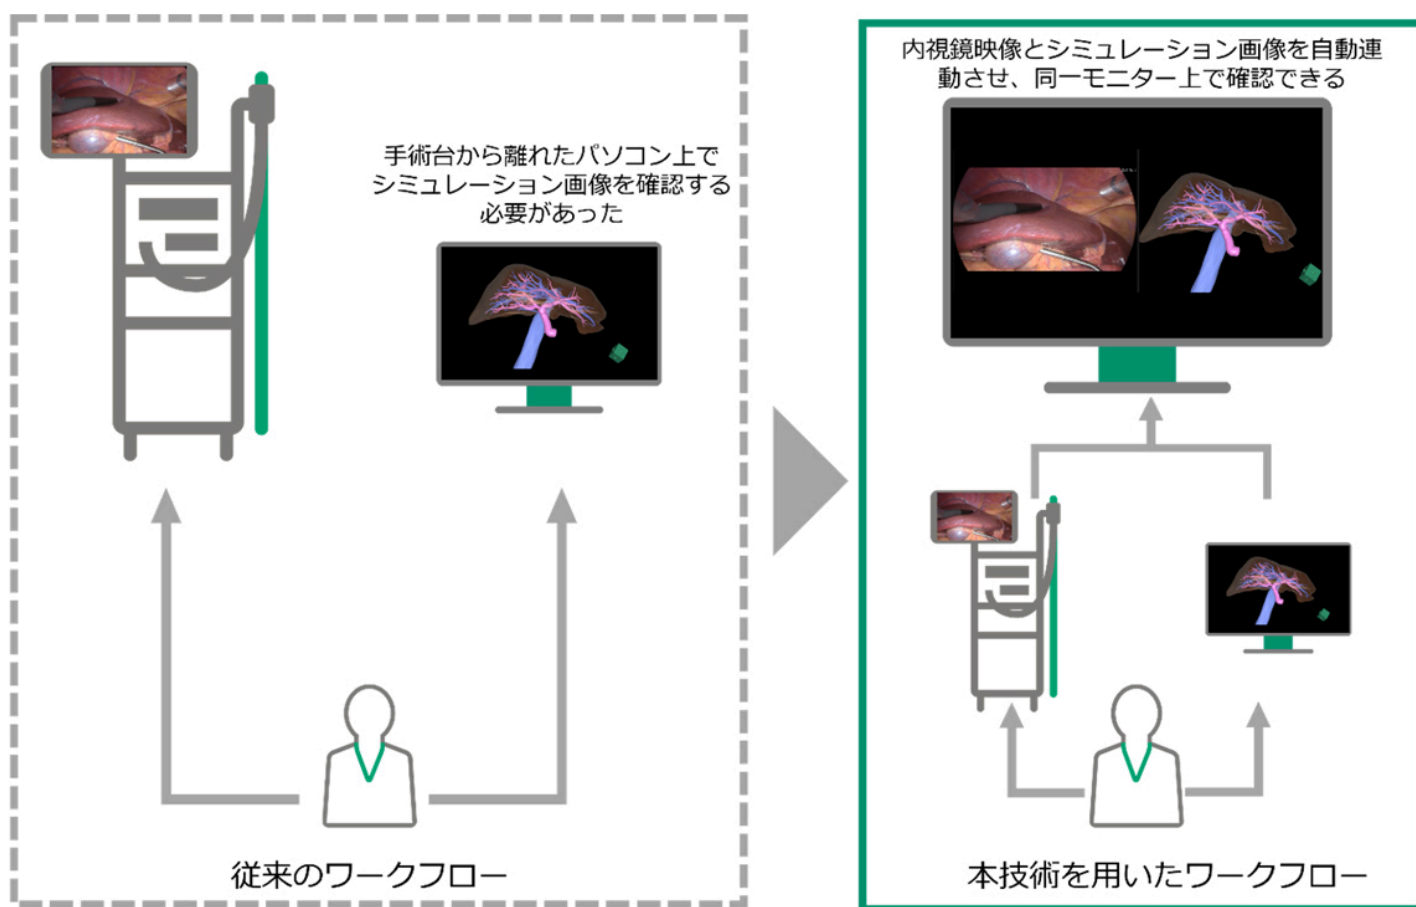 手術台から離れたパソコン上で
シミュレーション画像を確認する
必要があった
従来のワークフロー
内視鏡映像とシミュレーション画像を自動連
動させ、同一モニター上で確認できる
本技術を用いたワークフロー